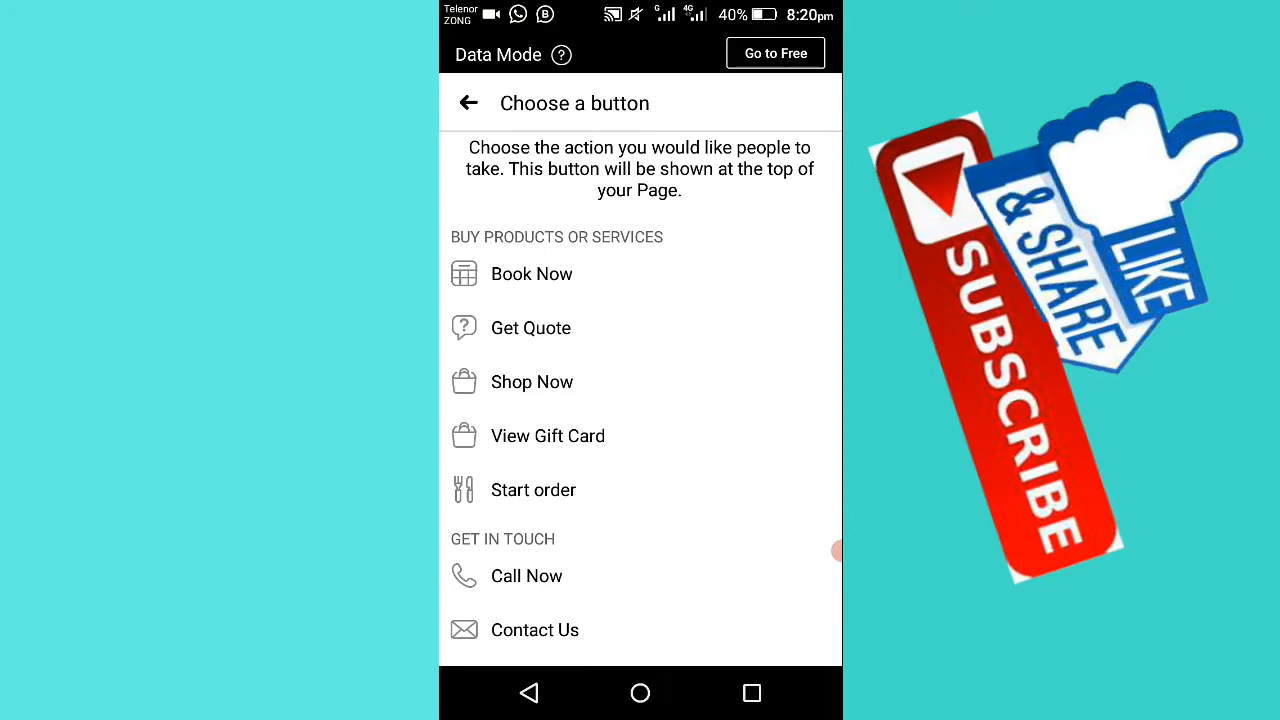 Telenor
ZONG
B
G
4G
40%
8:20pm
Data Mode ?
Go to Free
Choose a button
Choose the action you would like people to
take. This button will be shown at the top of
your Page.
BUY PRODUCTS OR SERVICES
Book Now
Get Quote
Shop Now
View Gift Card
Start order
GET IN TOUCH
Call Now
Contact Us
SUBSCRIBE
LIKE
& SHARE